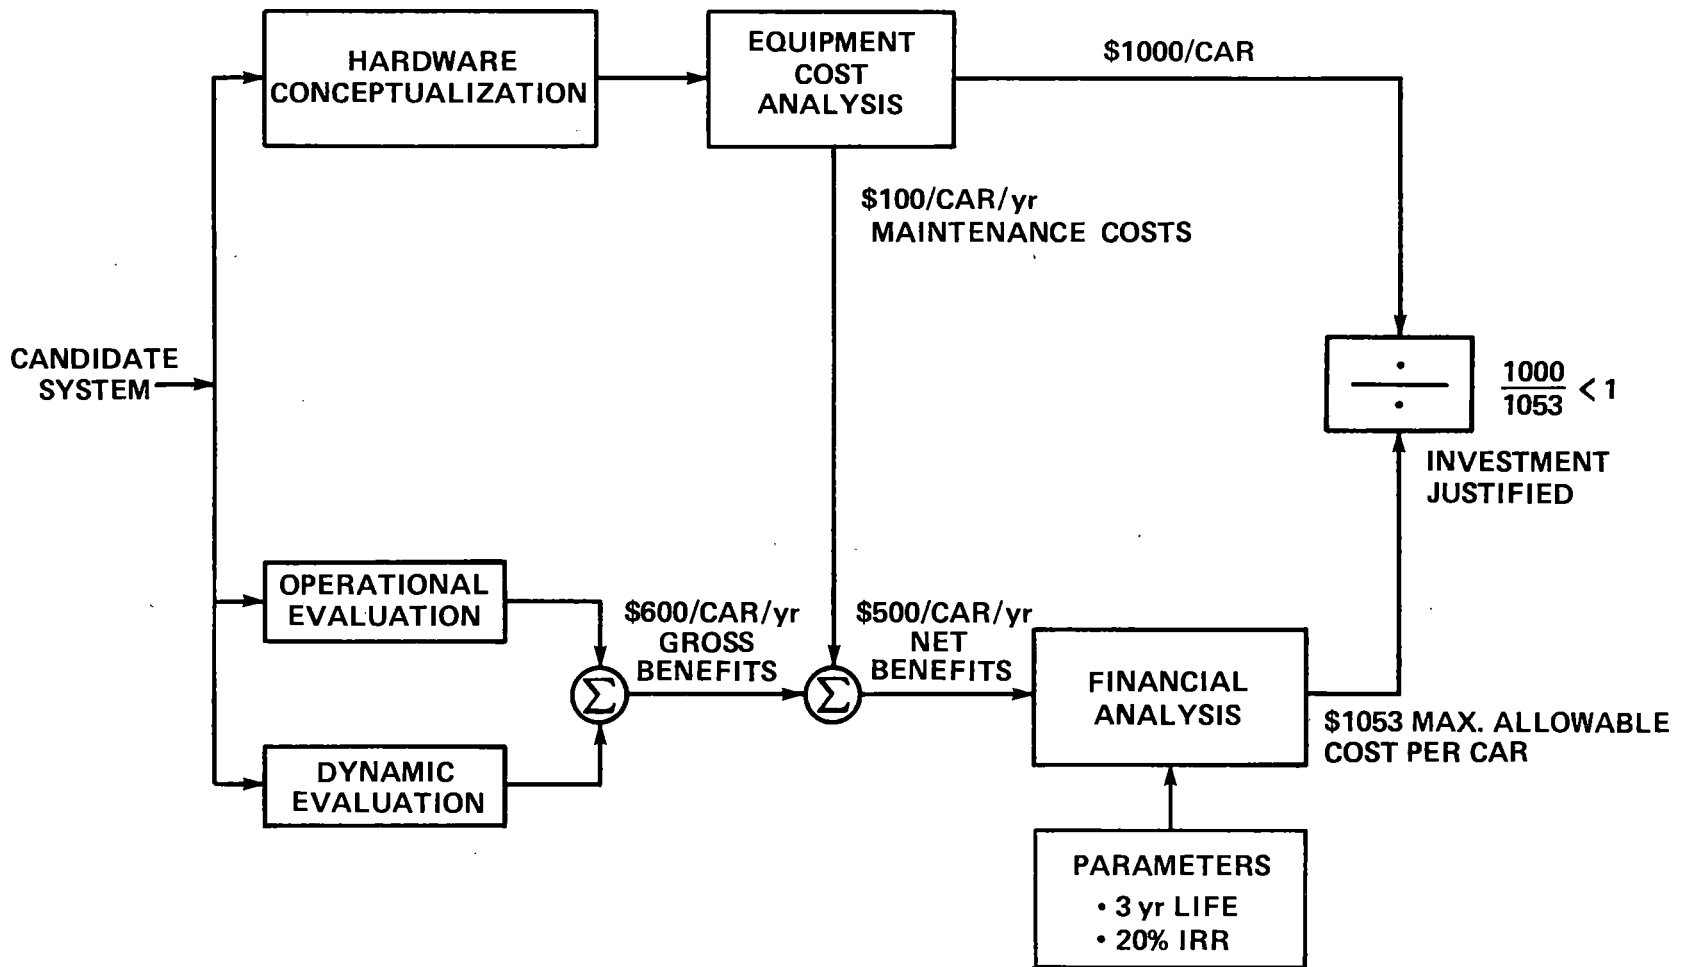 HARDWARE
CONCEPTUALIZATION
EQUIPMENT
COST
ANALYSIS
$1000/CAR
$100/CAR/yr
MAINTENANCE COSTS
CANDIDATE
SYSTEM
÷
1000
1053
< 1
INVESTMENT
JUSTIFIED
OPERATIONAL
EVALUATION
$600/CAR/yr
GROSS
BENEFITS
Σ
Σ
$500/CAR/yr
NET
BENEFITS
FINANCIAL
ANALYSIS
$1053 MAX. ALLOWABLE
COST PER CAR
DYNAMIC
EVALUATION
PARAMETERS
• 3 yr LIFE
• 20% IRR